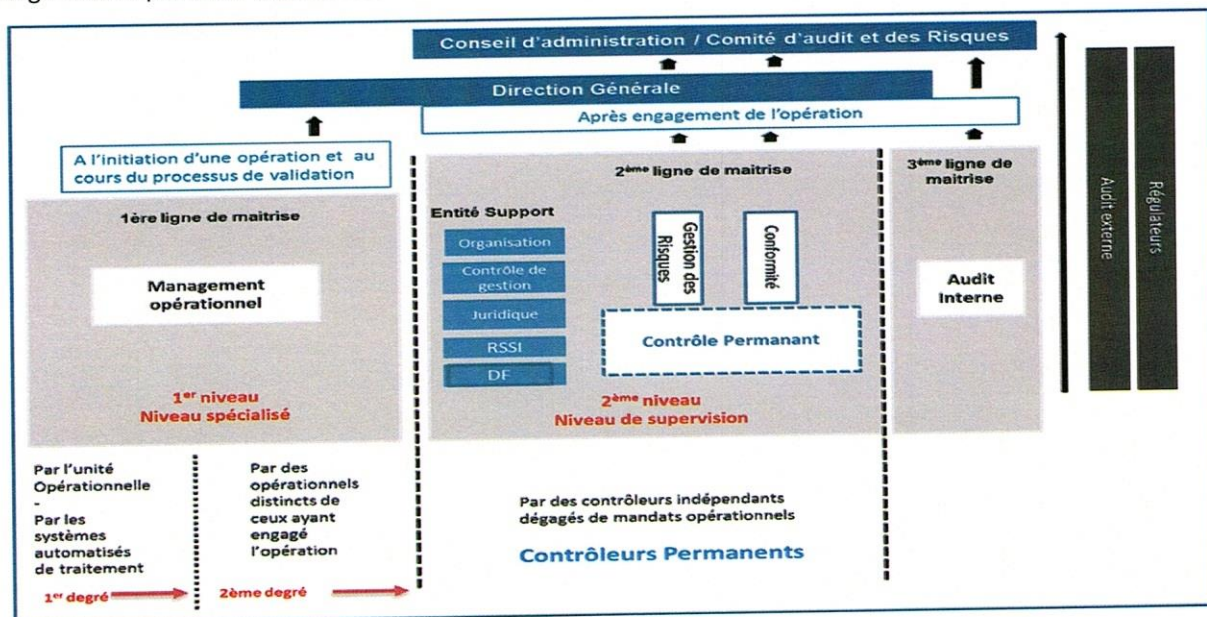 Conseil d'administration / Comité d'audit et des Risques
Direction Générale
Après engagement de l'opération
A l'initiation d'une opération et au
cours du processus de validation
1ère ligne de maitrise
Management
opérationnel
1er niveau
Niveau spécialisé
2ème ligne de maitrise
Entité Support
Organisation
Contrôle de
gestion
Juridique
RSSI
DF
Gestion des
Risques
Conformité
Contrôle Permanant
2ème niveau
Niveau de supervision
3ème ligne de
maitrise
Audit
Interne
Audit externe
Régulateurs
Par l'unité
Opérationnelle
-
Par les
systèmes
automatisés
de traitement
1er degré
Par des
opérationnels
distincts de
ceux ayant
engagé
l'opération
2ème degré
Par des contrôleurs indépendants
dégagés de mandats opérationnels
Contrôleurs Permanents